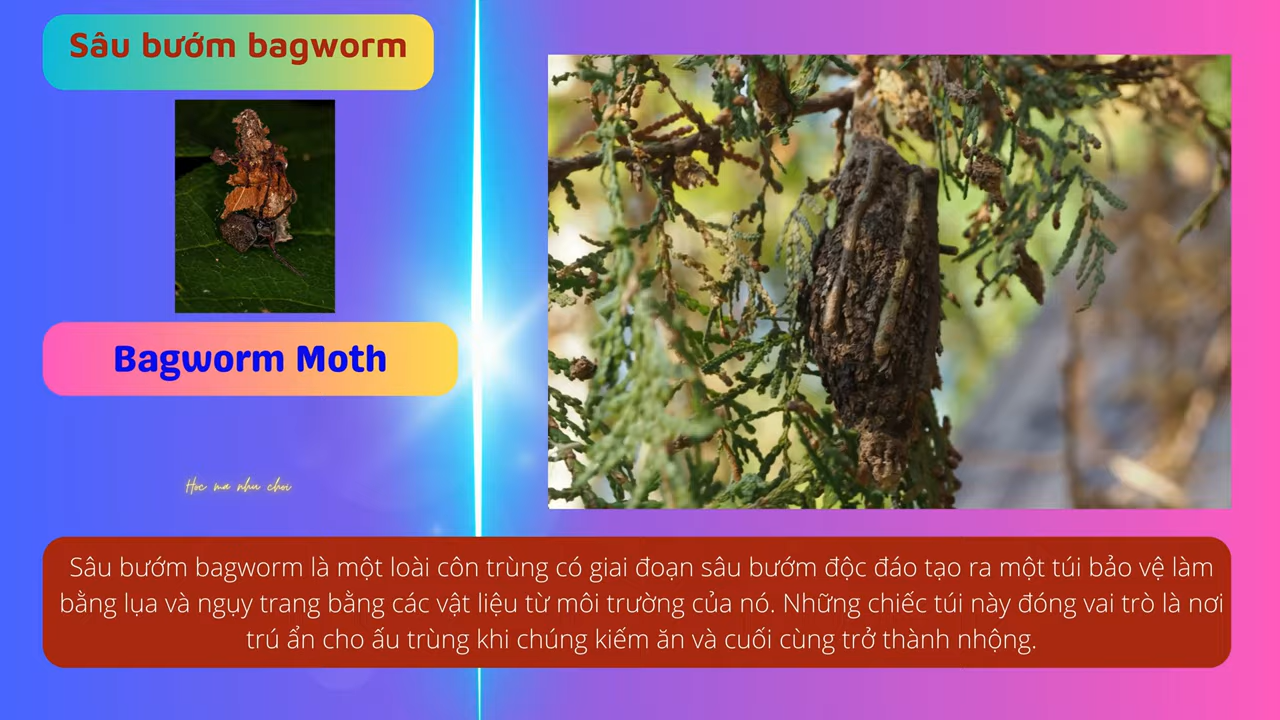 Sâu bướm bagworm
Bagworm Moth
Học mà như chơi
Sâu bướm bagworm là một loài côn trùng có giai đoạn sâu bướm độc đáo tạo ra một túi bảo vệ làm
bằng lụa và ngụy trang bằng các vật liệu từ môi trường của nó. Những chiếc túi này đóng vai trò là nơi
trú ẩn cho ấu trùng khi chúng kiếm ăn và cuối cùng trở thành nhộng.